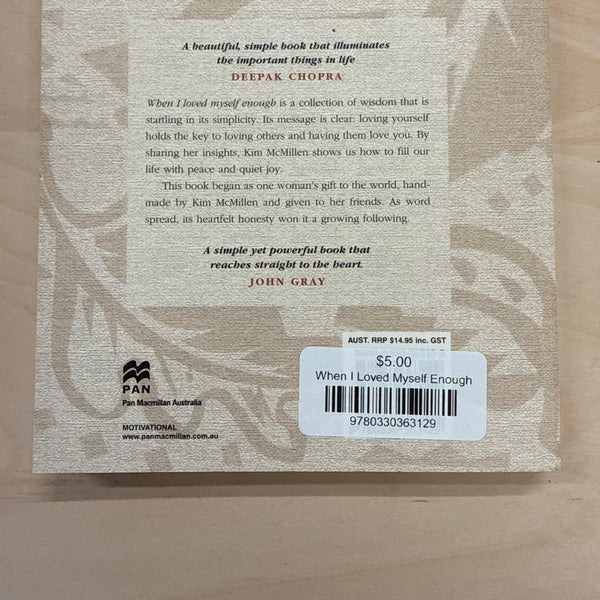 A beautiful, simple book that illuminates
the important things in life
DEEPAK CHOPRA
When I loved myself enough is a collection of wisdom that is
startling in its simplicity. Its message is clear: loving yourself
holds the key to loving others and having them love you. By
sharing her insights, Kim McMillen shows us how to fill our
life with peace and quiet joy.
This book began as one woman's gift to the world, hand-
made by Kim McMillen and given to her friends. As word
spread, its heartfelt honesty won it a growing following.
A simple yet powerful book that
reaches straight to the heart.
JOHN GRAY
AUST. RRP $14.95 inc. GST
$5.00
When I Loved Myself Enough
9780330363129
PAN
Pan Macmillan Australia
MOTIVATIONAL
www.panmacmillan.com.au